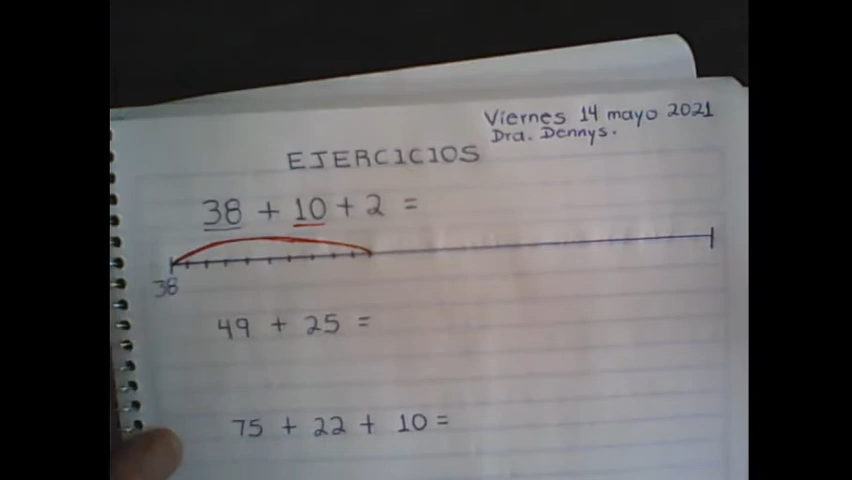 Viernes 14 mayo 2021
Dra. Dennys.
EJERCICIOS
38 + 10 + 2 =
38
49 + 25 =
75 + 22 + 10 =